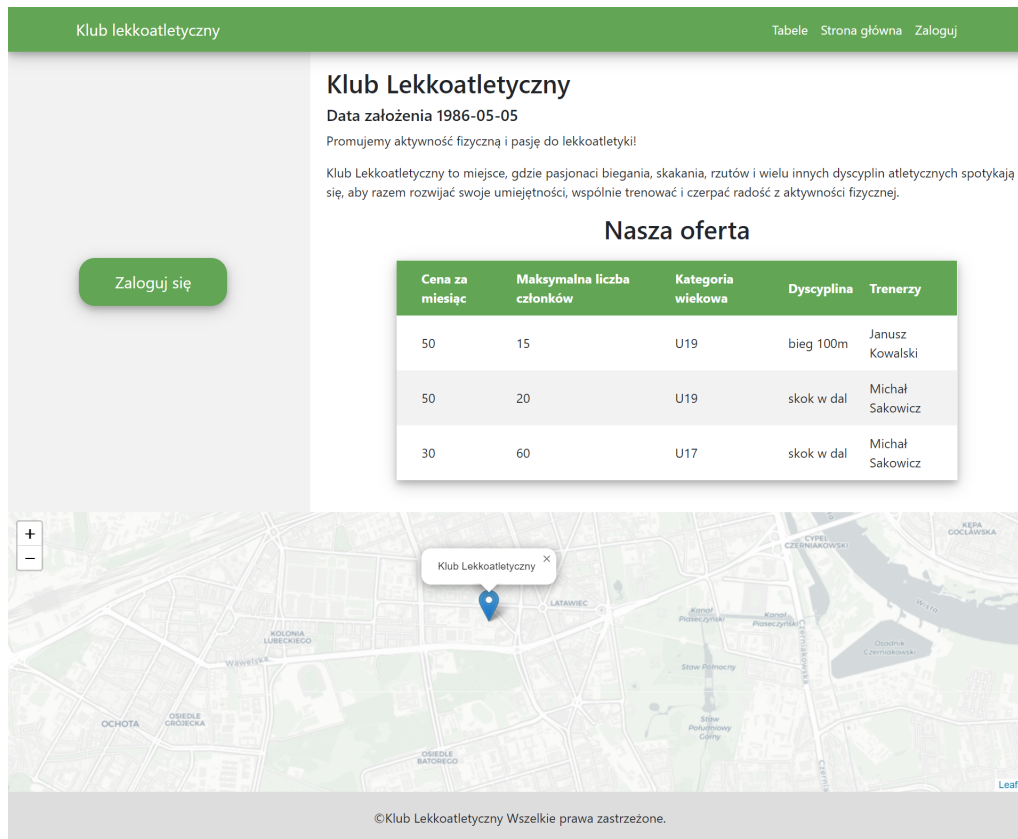 Klub lekkoatletyczny
Tabele Strona główna Zaloguj
Zaloguj się
Klub Lekkoatletyczny
Data założenia 1986-05-05
Promujemy aktywność fizyczną i pasję do lekkoatletyki!
Klub Lekkoatletyczny to miejsce, gdzie pasjonaci biegania, skakania, rzutów i wielu innych dyscyplin atletycznych spotykają
się, aby razem rozwijać swoje umiejętności, wspólnie trenować i czerpać radość z aktywności fizycznej.
Nasza oferta
Cena za miesiąc Maksymalna liczba członków Kategoria wiekowa Dyscyplina Trenerzy
50 15 U19 bieg 100m Janusz Kowalski
50 20 U19 skok w dal Michał Sakowicz
30 60 U17 skok w dal Michał Sakowicz
+
−
Klub Lekkoatletyczny ×
KĘPA
GOCŁAWSKA
CYPEL
CZERNIAKOWSKI
LATAWIEC
Wisła
Kanał
Piaseczyński
Kanał
Piaseczyński
Czerniakowska
KOLONIA
LUBECKIEGO
Wawelska
Osadnik
Czerniakowski
Staw Północny
OCHOTA
OSIEDLE
GRÓJECKA
Staw
Południowy
Górny
OSIEDLE
BATOREGO
Leaf
©Klub Lekkoatletyczny Wszelkie prawa zastrzeżone.